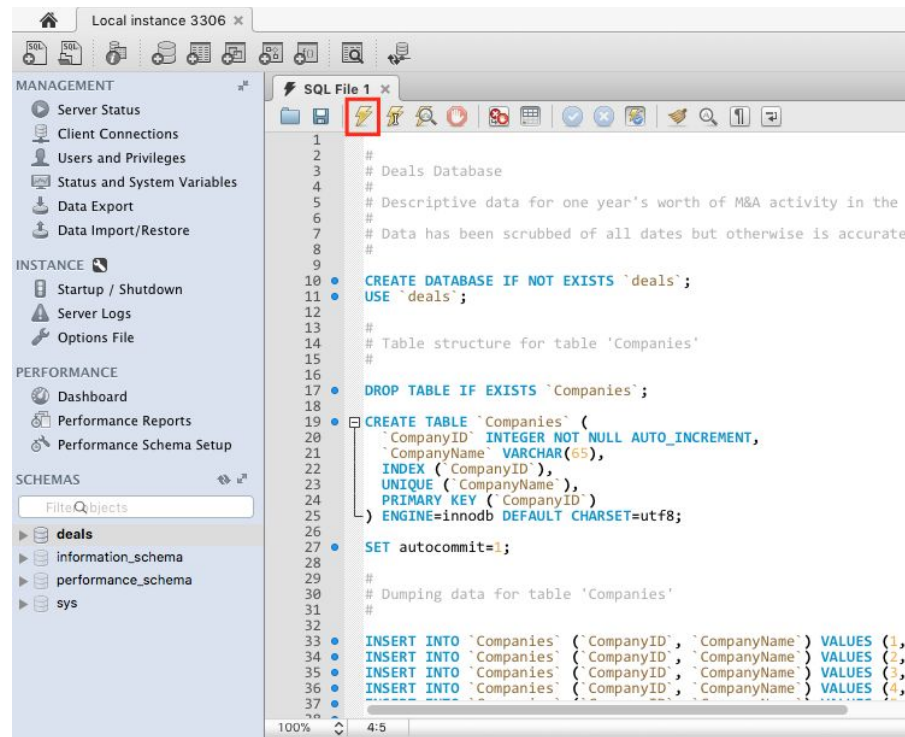 Local instance 3306
MANAGEMENT
Server Status
Client Connections
Users and Privileges
Status and System Variables
Data Export
Data Import/Restore
INSTANCE
Startup / Shutdown
Server Logs
Options File
PERFORMANCE
Dashboard
Performance Reports
Performance Schema Setup
SCHEMAS
Filter objects
deals
information_schema
performance_schema
sys
SQL File 1
1
2 #
3 # Deals Database
4 #
5 # Descriptive data for one year's worth of M&A activity in the
6 #
7 # Data has been scrubbed of all dates but otherwise is accurate
8 #
9
10 CREATE DATABASE IF NOT EXISTS `deals`;
11 USE `deals`;
12
13 #
14 # Table structure for table 'Companies'
15 #
16
17 DROP TABLE IF EXISTS `Companies`;
18
19 CREATE TABLE `Companies` (
20 `CompanyID` INTEGER NOT NULL AUTO_INCREMENT,
21 `CompanyName` VARCHAR(65),
22 INDEX (`CompanyID`),
23 UNIQUE (`CompanyName`),
24 PRIMARY KEY (`CompanyID`)
25 ) ENGINE=innodb DEFAULT CHARSET=utf8;
26
27 SET autocommit=1;
28
29 #
30 # Dumping data for table 'Companies'
31 #
32
33 INSERT INTO `Companies` (`CompanyID`, `CompanyName`) VALUES (1,
34 INSERT INTO `Companies` (`CompanyID`, `CompanyName`) VALUES (2,
35 INSERT INTO `Companies` (`CompanyID`, `CompanyName`) VALUES (3,
36 INSERT INTO `Companies` (`CompanyID`, `CompanyName`) VALUES (4,
37
100% 4:5